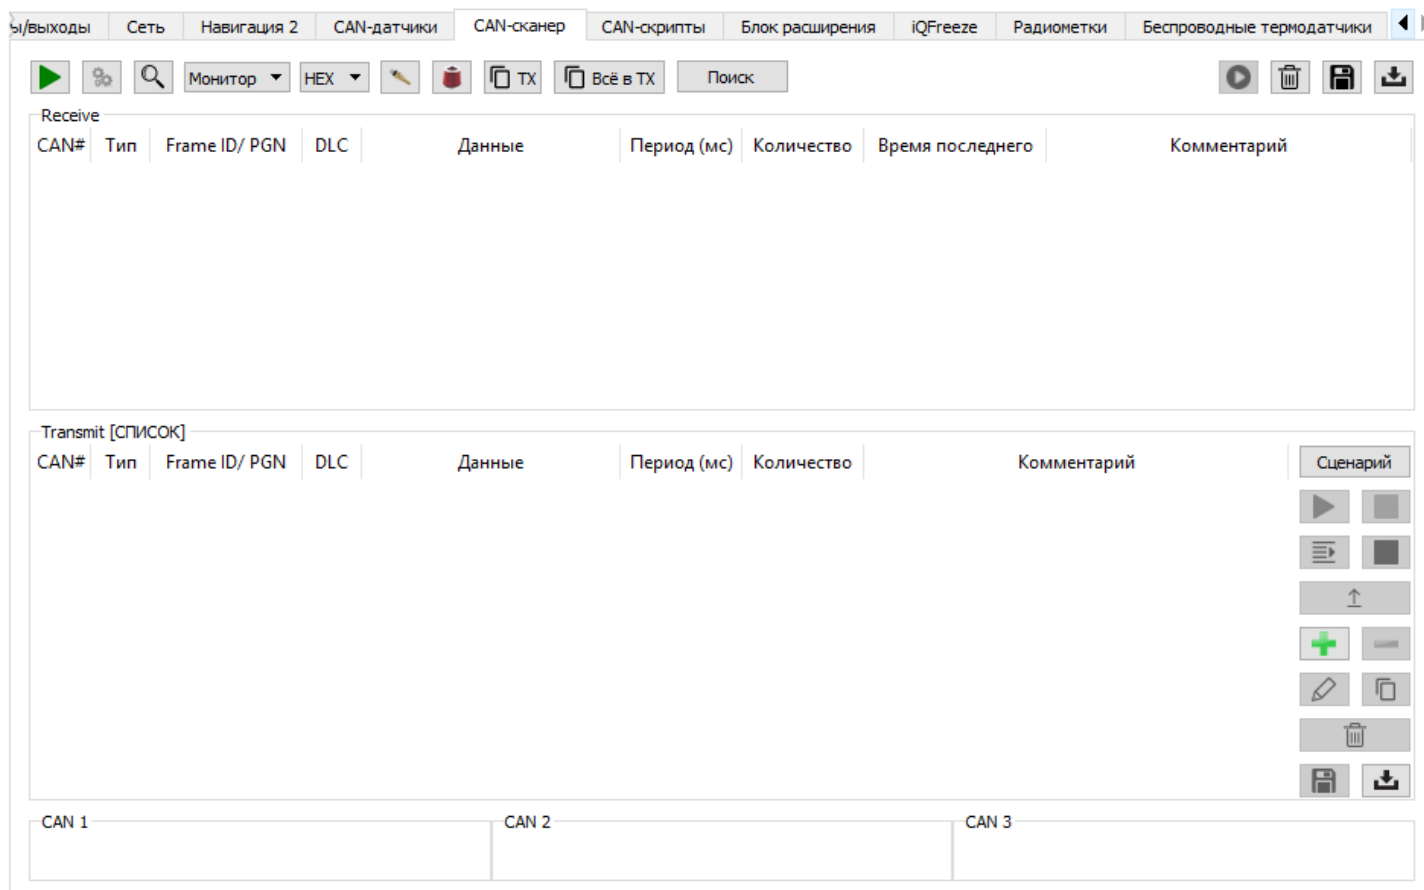 ы/выходы Сеть Навигация 2 CAN-датчики CAN-сканер CAN-скрипты Блок расширения iQFreeze Радиометки Беспроводные термодатчики
Монитор HEX TX Всё в TX Поиск
Receive
CAN# Тип Frame ID/ PGN DLC Данные Период (мс) Количество Время последнего Комментарий
Transmit [СПИСОК]
CAN# Тип Frame ID/ PGN DLC Данные Период (мс) Количество Комментарий Сценарий
CAN 1 CAN 2 CAN 3